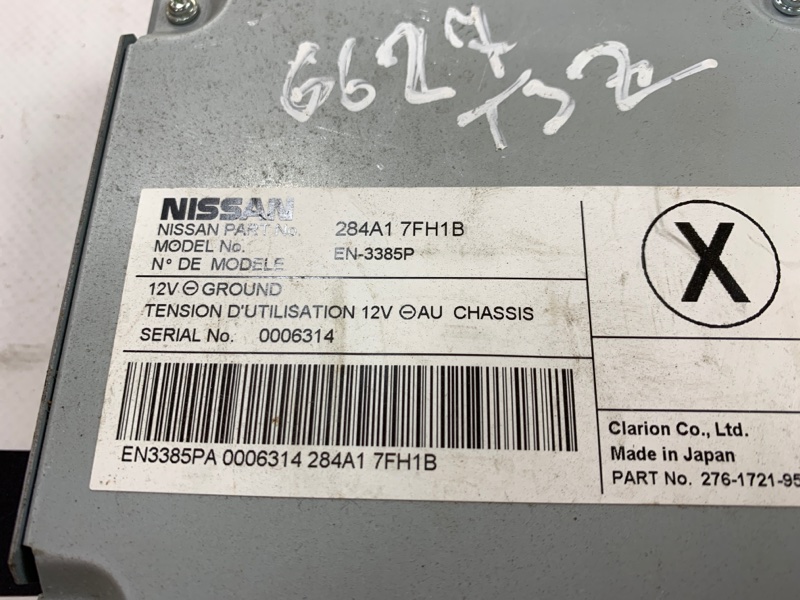 6627
T32
NISSAN
NISSAN PART No. 284A1 7FH1B
MODEL No. EN-3385P
N° DE MODELE
12V ⊖ GROUND
TENSION D'UTILISATION 12V ⊖ AU CHASSIS
SERIAL No. 0006314
EN3385PA 0006314 284A1 7FH1B
X
Clarion Co., Ltd.
Made in Japan
PART No. 276-1721-95